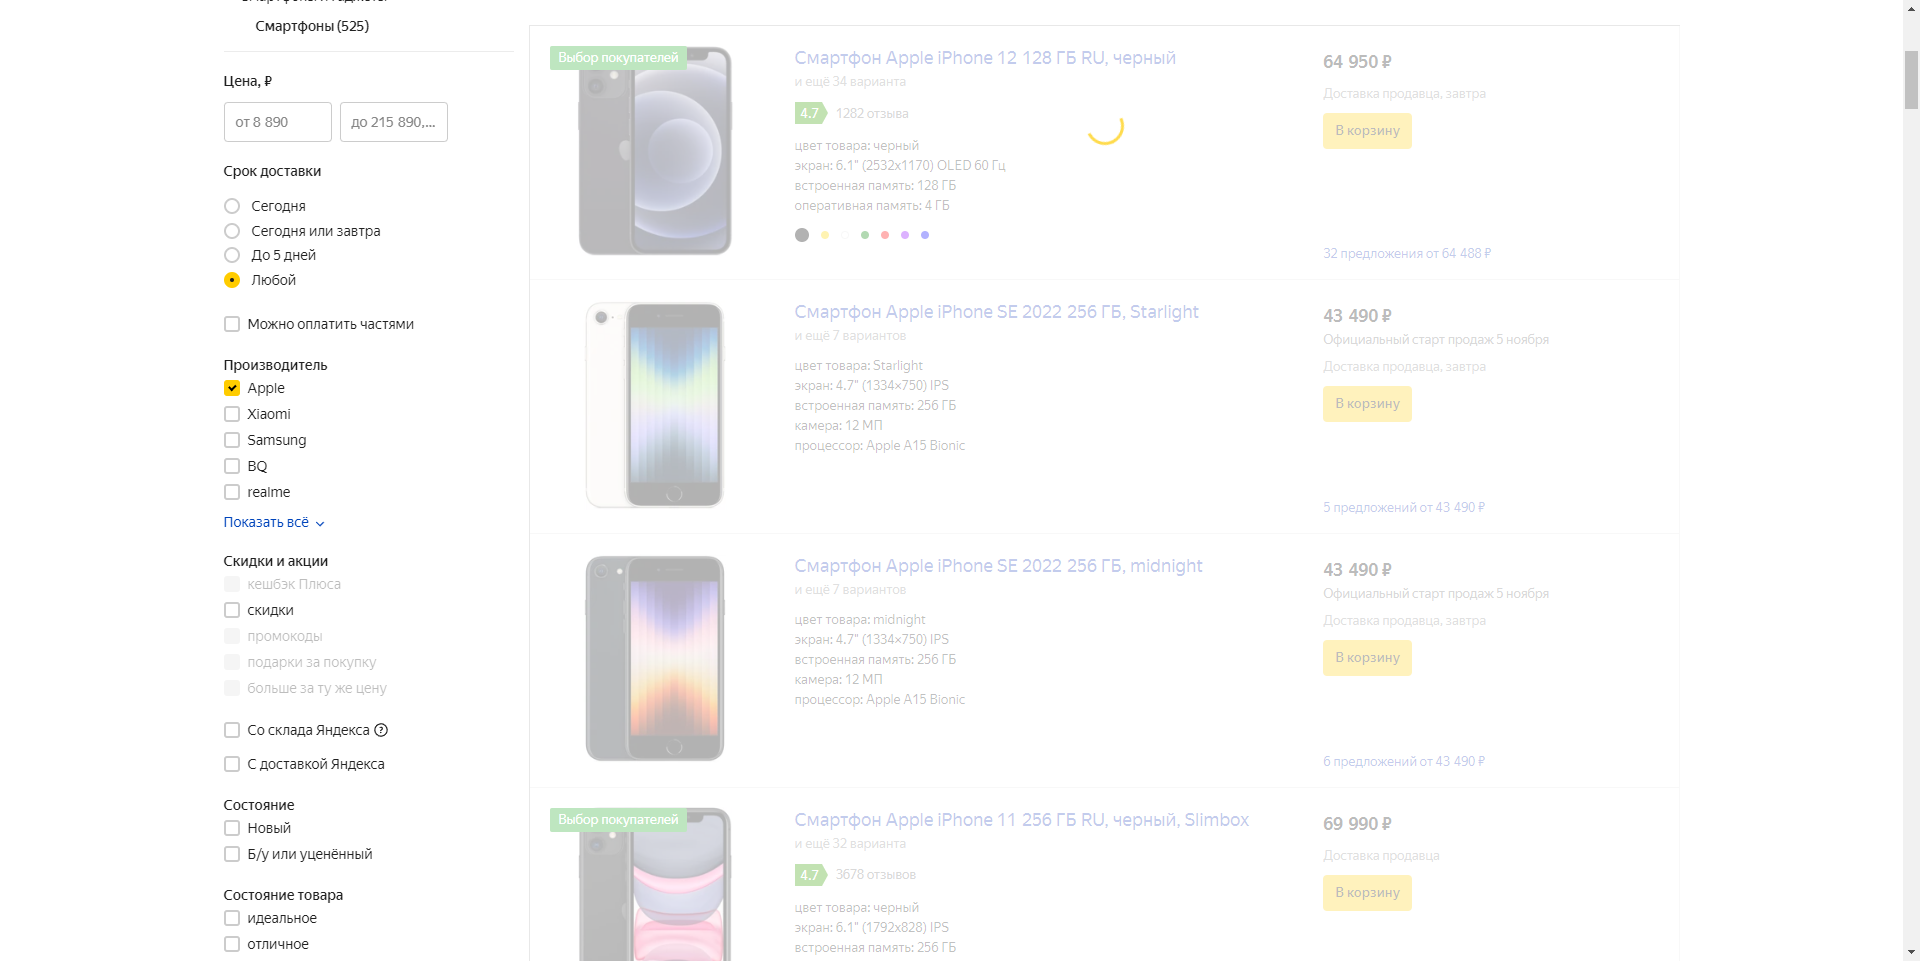 Смартфоны (525)
Цена, ₽
от 8 890
до 215 890,...
Срок доставки
Сегодня
Сегодня или завтра
До 5 дней
Любой
Можно оплатить частями
Производитель
Apple
Xiaomi
Samsung
BQ
realme
Показать всё
Скидки и акции
кешбэк Плюса
скидки
промокоды
подарки за покупку
больше за ту же цену
Со склада Яндекса ?
С доставкой Яндекса
Состояние
Новый
Б/у или уценённый
Состояние товара
идеальное
отличное
Выбор покупателей
Смартфон Apple iPhone 12 128 ГБ RU, черный
и ещё 34 варианта
4.7 1282 отзыва
цвет товара: черный
экран: 6.1" (2532x1170) OLED 60 Гц
встроенная память: 128 ГБ
оперативная память: 4 ГБ
64 950 ₽
Доставка продавца, завтра
В корзину
32 предложения от 64 488 ₽
Смартфон Apple iPhone SE 2022 256 ГБ, Starlight
и ещё 7 вариантов
цвет товара: Starlight
экран: 4.7" (1334×750) IPS
встроенная память: 256 ГБ
камера: 12 МП
процессор: Apple A15 Bionic
43 490 ₽
Официальный старт продаж 5 ноября
Доставка продавца, завтра
В корзину
5 предложений от 43 490 ₽
Смартфон Apple iPhone SE 2022 256 ГБ, midnight
и ещё 7 вариантов
цвет товара: midnight
экран: 4.7" (1334×750) IPS
встроенная память: 256 ГБ
камера: 12 МП
процессор: Apple A15 Bionic
43 490 ₽
Официальный старт продаж 5 ноября
Доставка продавца, завтра
В корзину
6 предложений от 43 490 ₽
Выбор покупателей
Смартфон Apple iPhone 11 256 ГБ RU, черный, Slimbox
и ещё 32 варианта
4.7 3678 отзывов
цвет товара: черный
экран: 6.1" (1792x828) IPS
встроенная память: 256 ГБ
69 990 ₽
Доставка продавца
В корзину